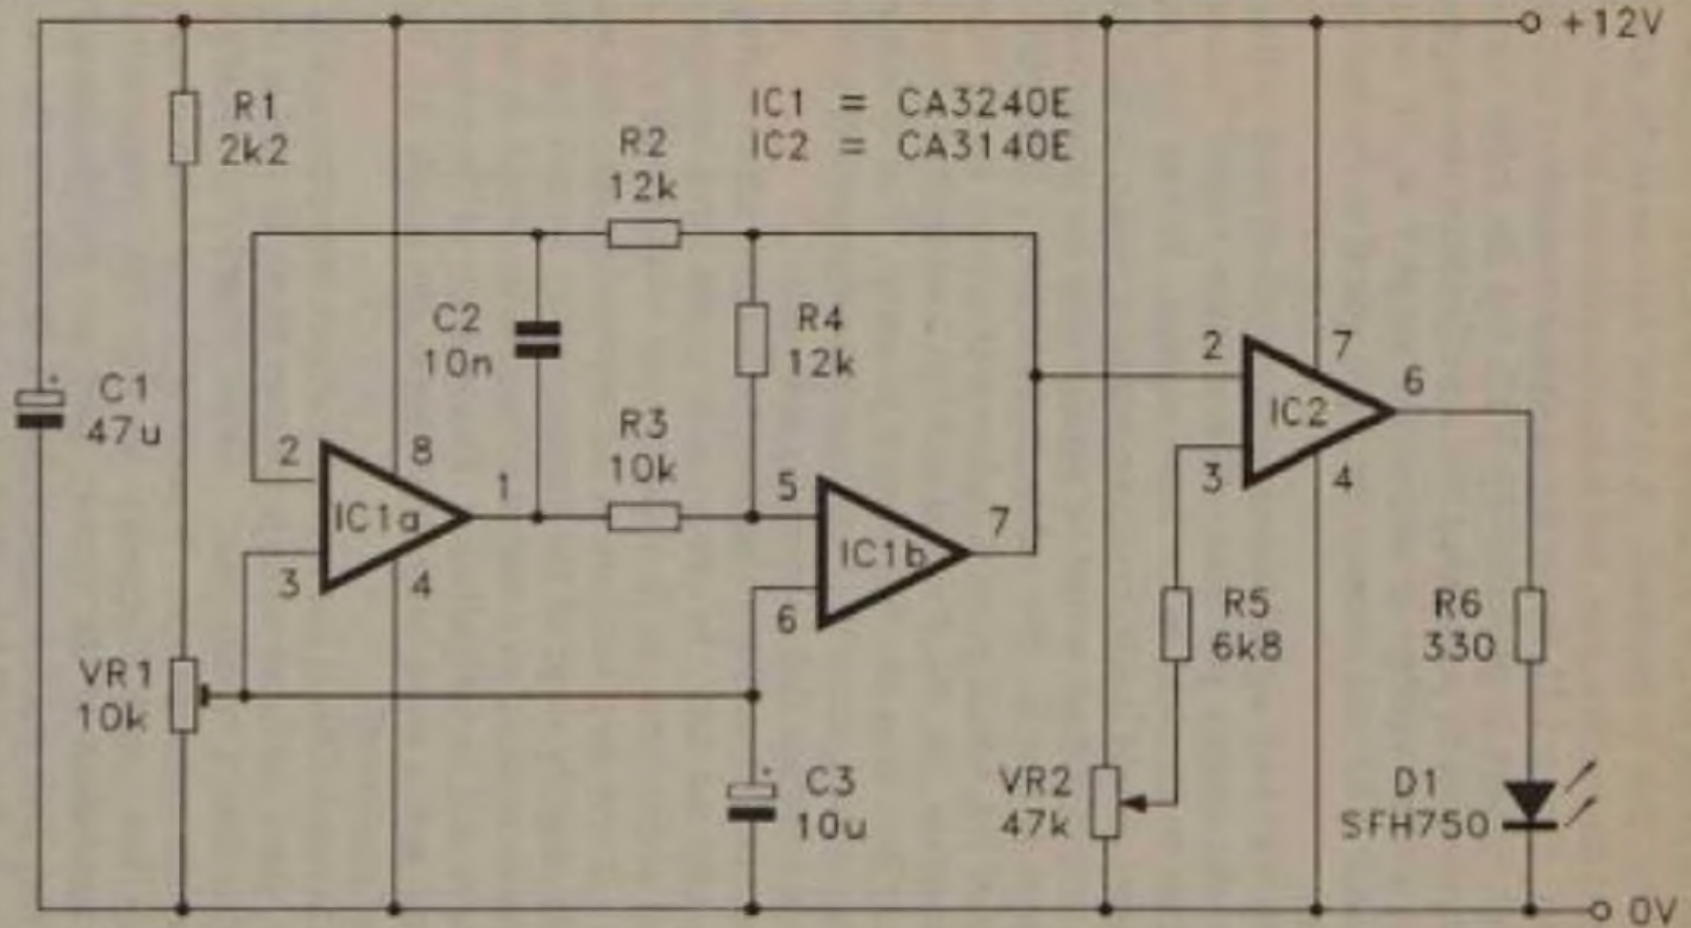 +12V
R1
2k2
IC1 = CA3240E
IC2 = CA3140E
R2
12k
C2
10n
R4
12k
C1
47u
R3
10k
2
8
IC1a
1
3
4
5
IC1b
7
6
2
7
IC2
6
3
4
R5
6k8
R6
330
VR1
10k
C3
10u
VR2
47k
D1
SFH750
0V